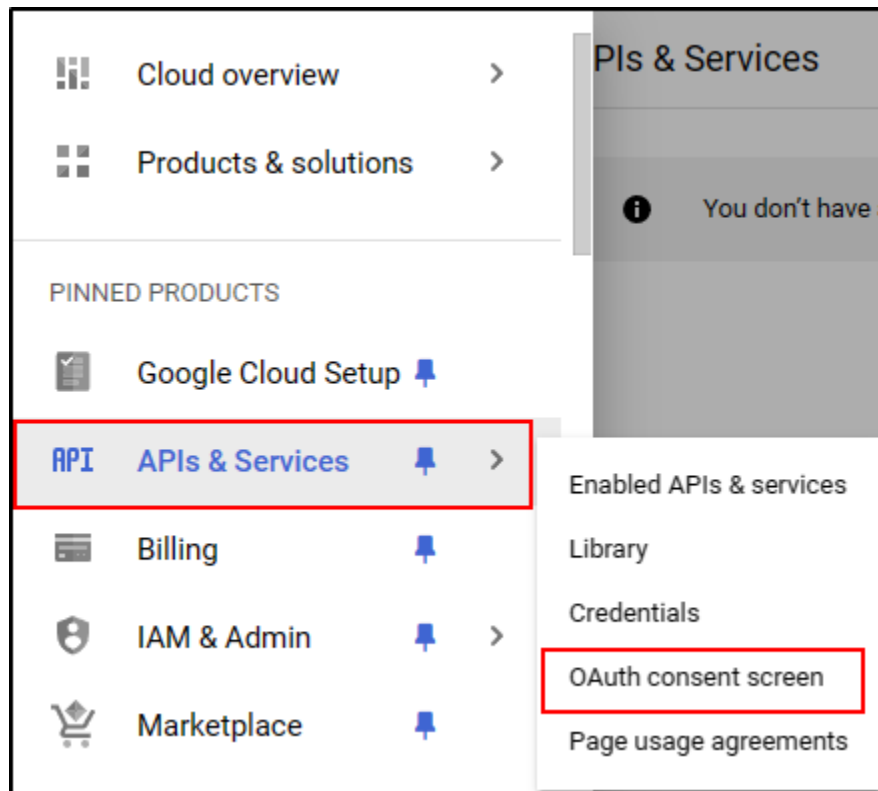 Cloud overview
PIs & Services
Products & solutions
You don't have
PINNED PRODUCTS
Google Cloud Setup
API APIs & Services
Enabled APIs & services
Billing
Library
Credentials
IAM & Admin
OAuth consent screen
Marketplace
Page usage agreements